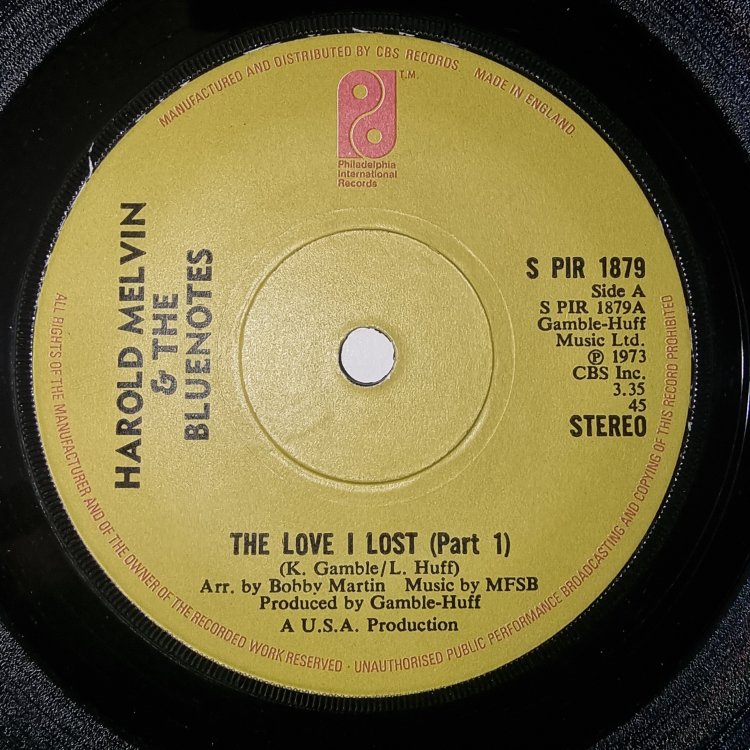 MANUFACTURED AND DISTRIBUTED BY CBS RECORDS · MADE IN ENGLAND
T.M.
Philadelphia
International
Records
HAROLD MELVIN
& THE
BLUENOTES
S PIR 1879
Side A
S PIR 1879A
Gamble-Huff
Music Ltd.
℗ 1973
CBS Inc.
3.35
45
STEREO
THE LOVE I LOST (Part 1)
(K. Gamble/L. Huff)
Arr. by Bobby Martin Music by MFSB
Produced by Gamble-Huff
A U.S.A. Production
ALL RIGHTS OF THE MANUFACTURER AND OF THE OWNER OF THE RECORDED WORK RESERVED · UNAUTHORISED PUBLIC PERFORMANCE BROADCASTING AND COPYING OF THIS RECORD PROHIBITED